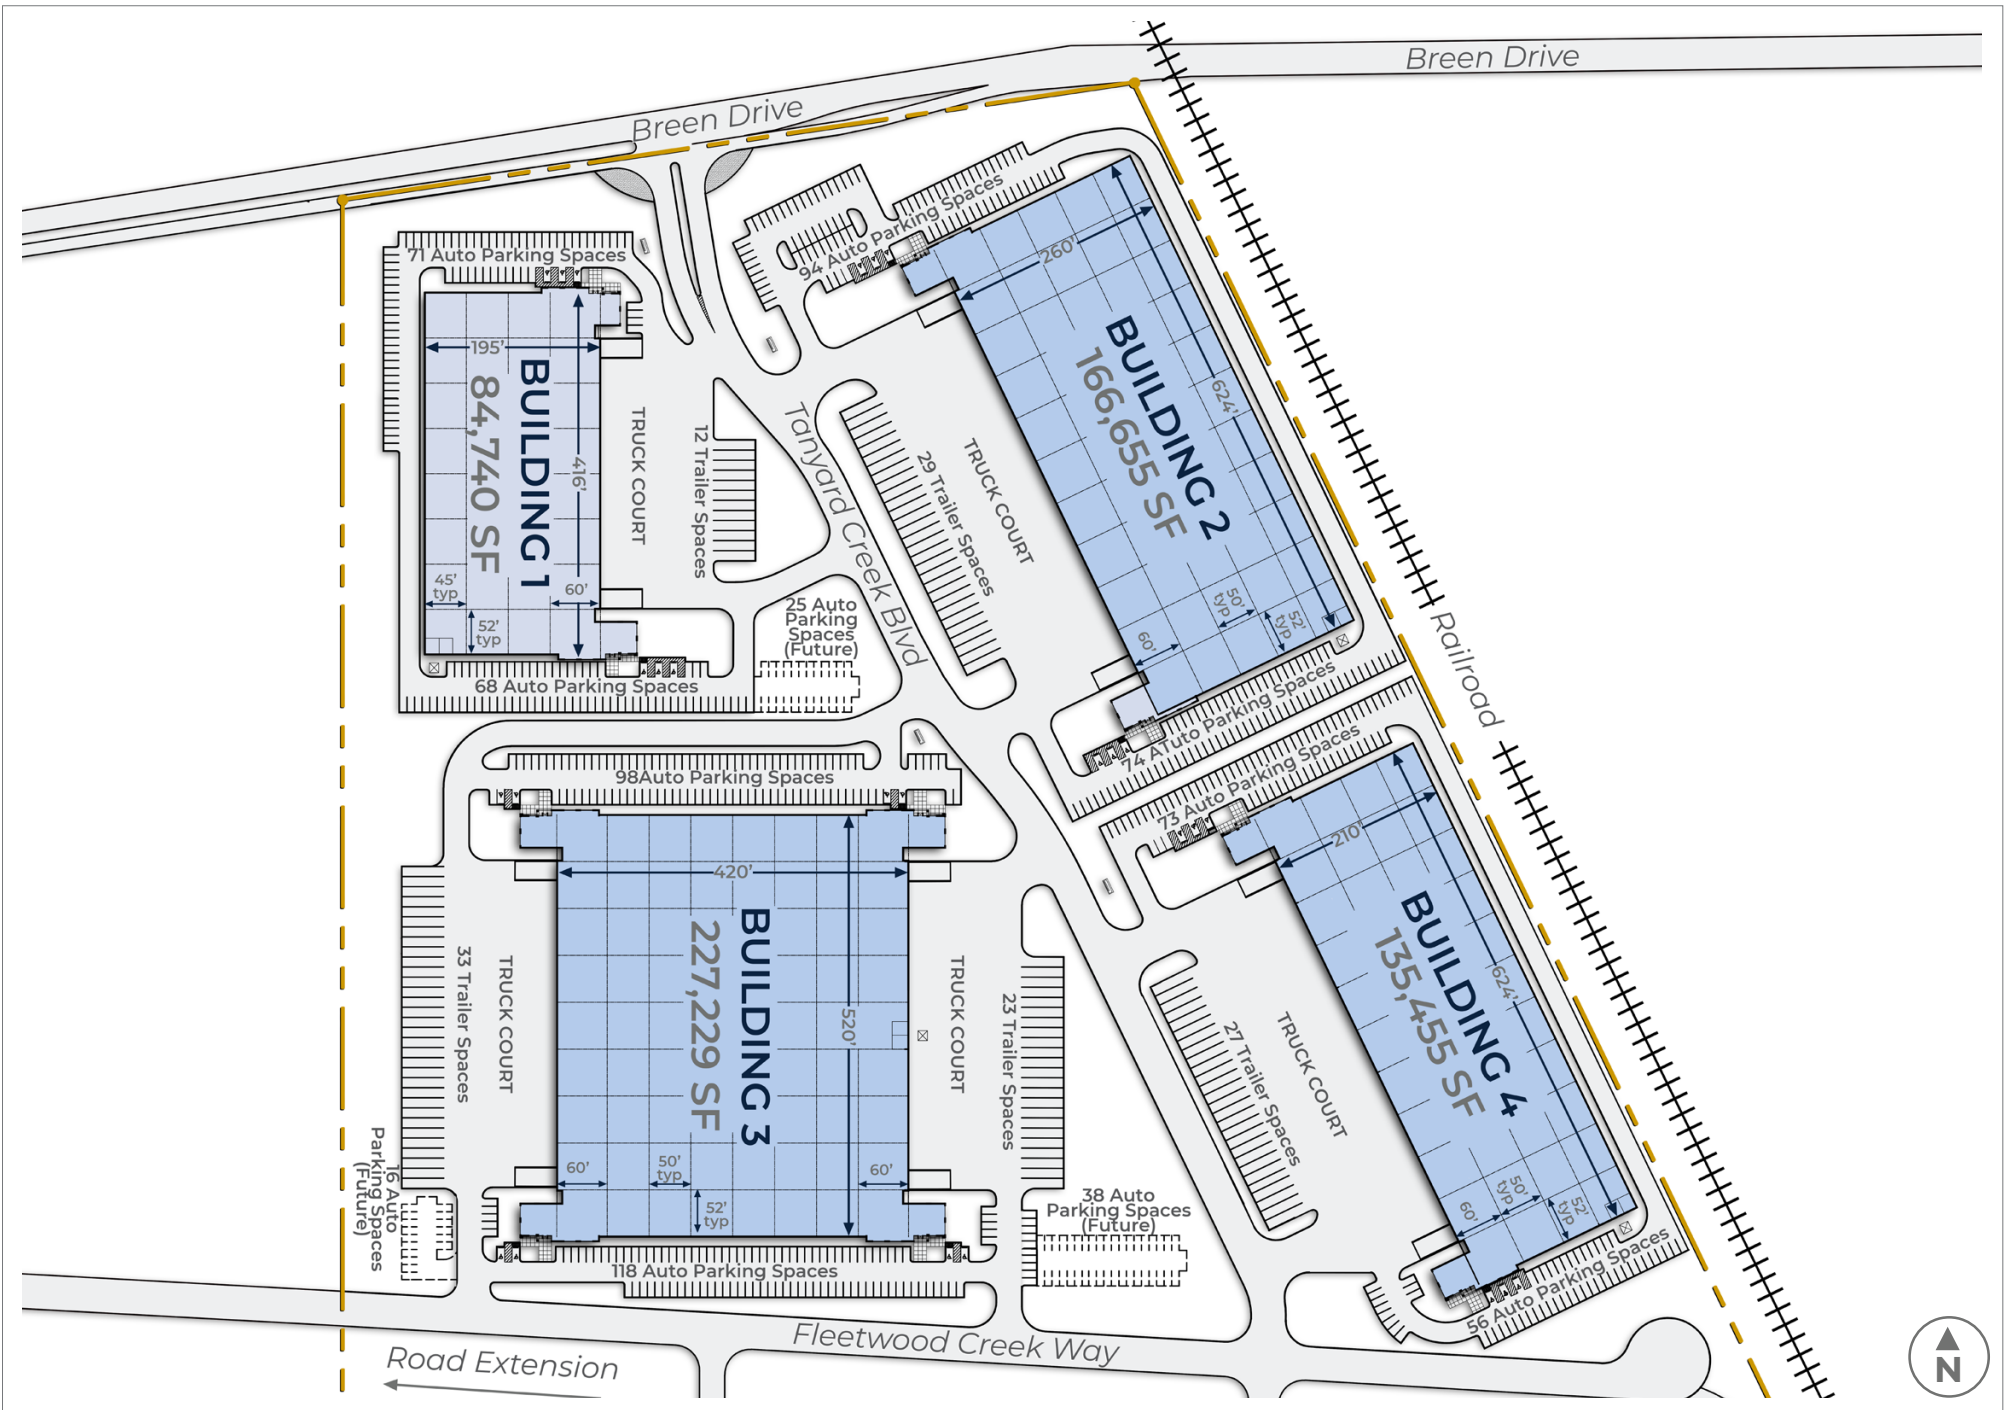 Breen Drive
Breen Drive
71 Auto Parking Spaces
94 Auto Parking Spaces
195'
416'
BUILDING 1
84,740 SF
45'
typ
60'
52'
typ
TRUCK COURT
12 Trailer Spaces
68 Auto Parking Spaces
25 Auto
Parking
Spaces
(Future)
Tanyard Creek Blvd
260'
624'
BUILDING 2
166,655 SF
29 Trailer Spaces
TRUCK COURT
50'
typ
52'
typ
60'
74 ATuto Parking Spaces
Railroad
98Auto Parking Spaces
73 Auto Parking Spaces
420'
520'
BUILDING 3
227,229 SF
33 Trailer Spaces
TRUCK COURT
TRUCK COURT
23 Trailer Spaces
60'
50'
typ
60'
52'
typ
16 Auto
Parking Spaces
(Future)
38 Auto
Parking Spaces
(Future)
118 Auto Parking Spaces
210'
624'
BUILDING 4
135,455 SF
27 Trailer Spaces
TRUCK COURT
60'
50'
typ
52'
typ
56 Auto Parking Spaces
Fleetwood Creek Way
Road Extension
N